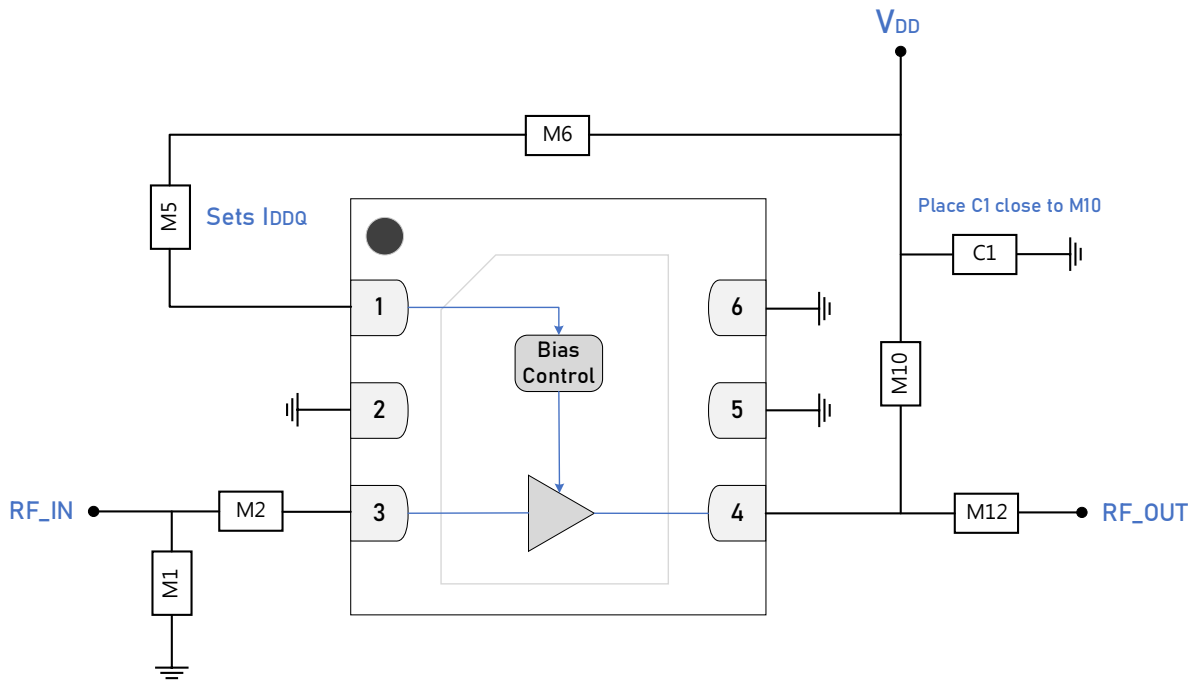 VDD
M6
M5
Sets IDDQ
Place C1 close to M10
C1
1
6
Bias
Control
M10
2
5
RF_IN
M2
3
4
M12
RF_OUT
M1